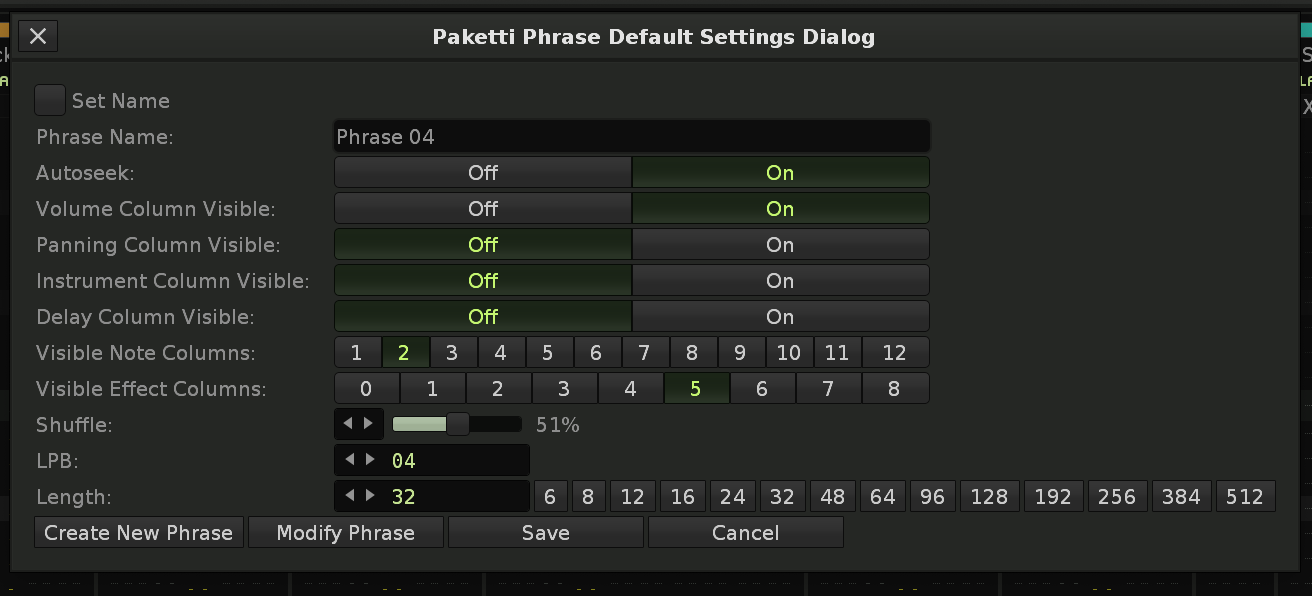 Paketti Phrase Default Settings Dialog
Set Name
Phrase Name: Phrase 04
Autoseek: Off On
Volume Column Visible: Off On
Panning Column Visible: Off On
Instrument Column Visible: Off On
Delay Column Visible: Off On
Visible Note Columns: 1 2 3 4 5 6 7 8 9 10 11 12
Visible Effect Columns: 0 1 2 3 4 5 6 7 8
Shuffle: 51%
LPB: 04
Length: 32 6 8 12 16 24 32 48 64 96 128 192 256 384 512
Create New Phrase Modify Phrase Save Cancel